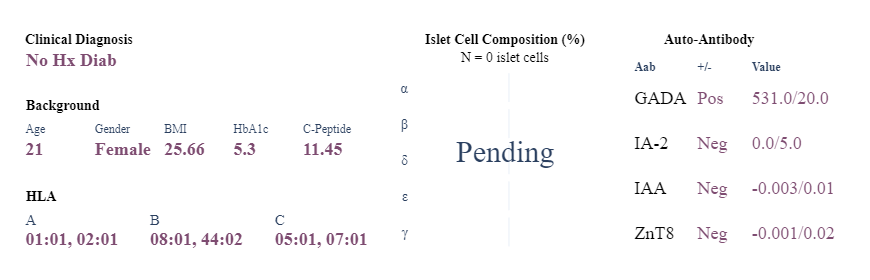 Clinical Diagnosis
No Hx Diab
Background
Age Gender BMI HbA1c C-Peptide
21 Female 25.66 5.3 11.45
HLA
A B C
01:01, 02:01 08:01, 44:02 05:01, 07:01
Islet Cell Composition (%)
N = 0 islet cells
α
β
δ
ε
γ
Pending
Auto-Antibody
Aab +/- Value
GADA Pos 531.0/20.0
IA-2 Neg 0.0/5.0
IAA Neg -0.003/0.01
ZnT8 Neg -0.001/0.02